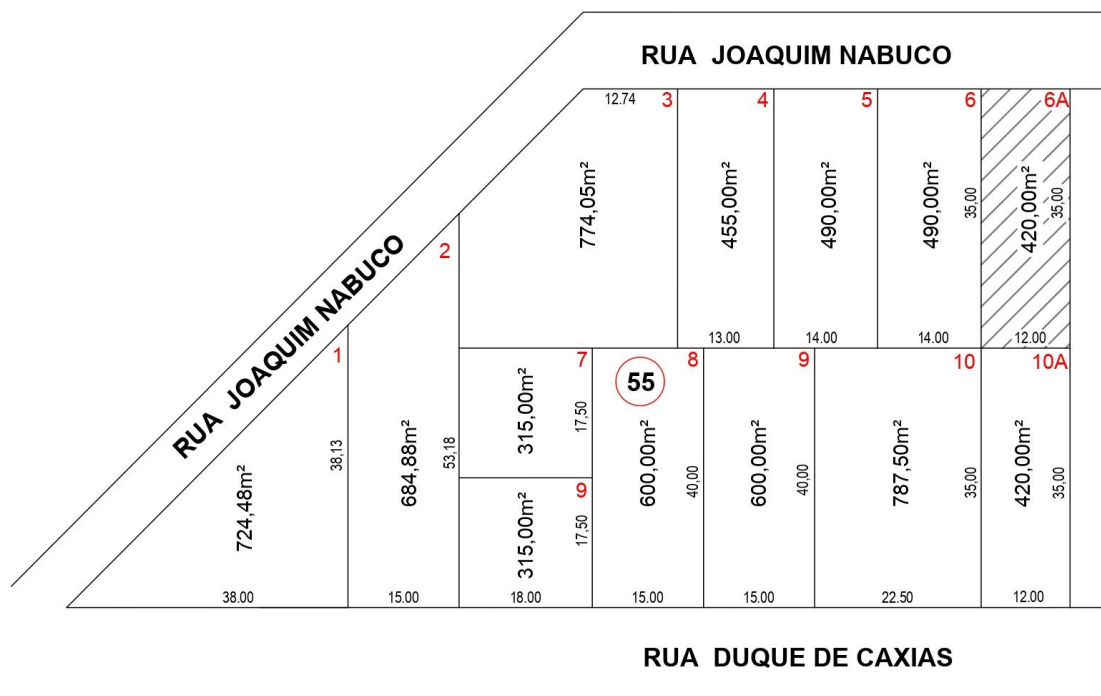 RUA JOAQUIM NABUCO
12.74
3
4
5
6
6A
774,05m²
455,00m²
490,00m²
490,00m²
35,00
420,00m²
35,00
13.00
14.00
14.00
12.00
RUA JOAQUIM NABUCO
2
1
7
55
8
9
10
10A
724,48m²
38,13
684,88m²
53,18
315,00m²
17,50
9
315,00m²
17,50
600,00m²
40,00
600,00m²
40,00
787,50m²
35,00
420,00m²
35,00
38.00
15.00
18.00
15.00
15.00
22.50
12.00
RUA DUQUE DE CAXIAS